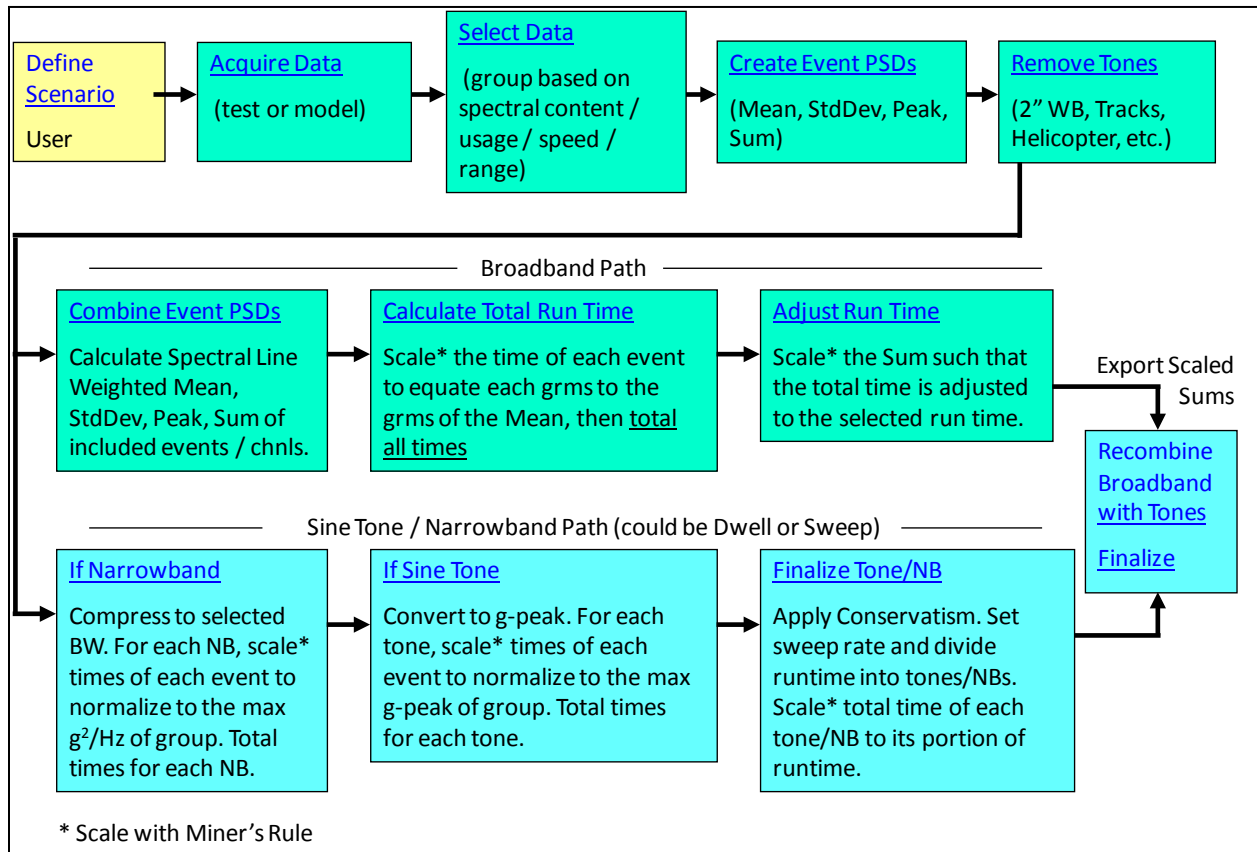 Define
Scenario
User
Acquire Data
(test or model)
Select Data
(group based on
spectral content /
usage / speed /
range)
Create Event PSDs
(Mean, StdDev, Peak,
Sum)
Remove Tones
(2” WB, Tracks,
Helicopter, etc.)
Broadband Path
Combine Event PSDs
Calculate Spectral Line
Weighted Mean,
StdDev, Peak, Sum of
included events / chnls.
Calculate Total Run Time
Scale* the time of each event
to equate each grms to the
grms of the Mean, then total
all times
Adjust Run Time
Scale* the Sum such that
the total time is adjusted
to the selected run time.
Export Scaled
Sums
Recombine
Broadband
with Tones
Finalize
Sine Tone / Narrowband Path (could be Dwell or Sweep)
If Narrowband
Compress to selected
BW. For each NB, scale*
times of each event to
normalize to the max
g²/Hz of group. Total
times for each NB.
If Sine Tone
Convert to g-peak. For each
tone, scale* times of each
event to normalize to the max
g-peak of group. Total times
for each tone.
Finalize Tone/NB
Apply Conservatism. Set
sweep rate and divide
runtime into tones/NBs.
Scale* total time of each
tone/NB to its portion of
runtime.
* Scale with Miner’s Rule